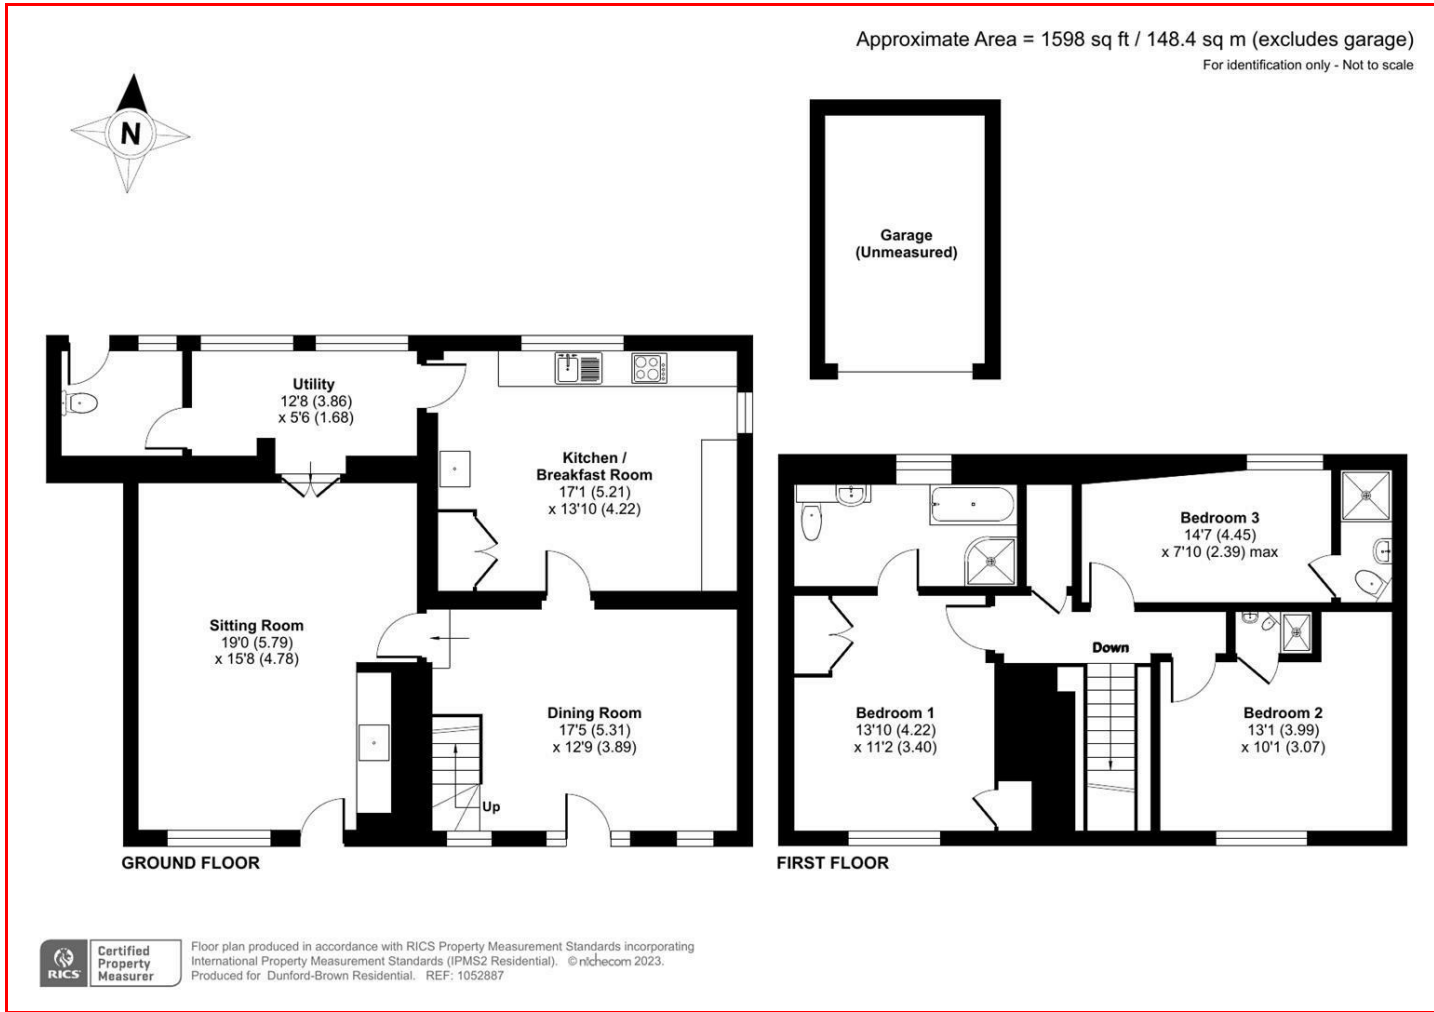 Approximate Area = 1598 sq ft / 148.4 sq m (excludes garage)
For identification only - Not to scale
N
Garage
(Unmeasured)
Utility
12'8 (3.86)
x 5'6 (1.68)
Kitchen /
Breakfast Room
17'1 (5.21)
x 13'10 (4.22)
Sitting Room
19'0 (5.79)
x 15'8 (4.78)
Dining Room
17'5 (5.31)
x 12'9 (3.89)
Up
GROUND FLOOR
Bedroom 3
14'7 (4.45)
x 7'10 (2.39) max
Down
Bedroom 1
13'10 (4.22)
x 11'2 (3.40)
Bedroom 2
13'1 (3.99)
x 10'1 (3.07)
FIRST FLOOR
RICS
Certified
Property
Measurer
Floor plan produced in accordance with RICS Property Measurement Standards incorporating
International Property Measurement Standards (IPMS2 Residential). © nichecom 2023.
Produced for Dunford-Brown Residential. REF: 1052887